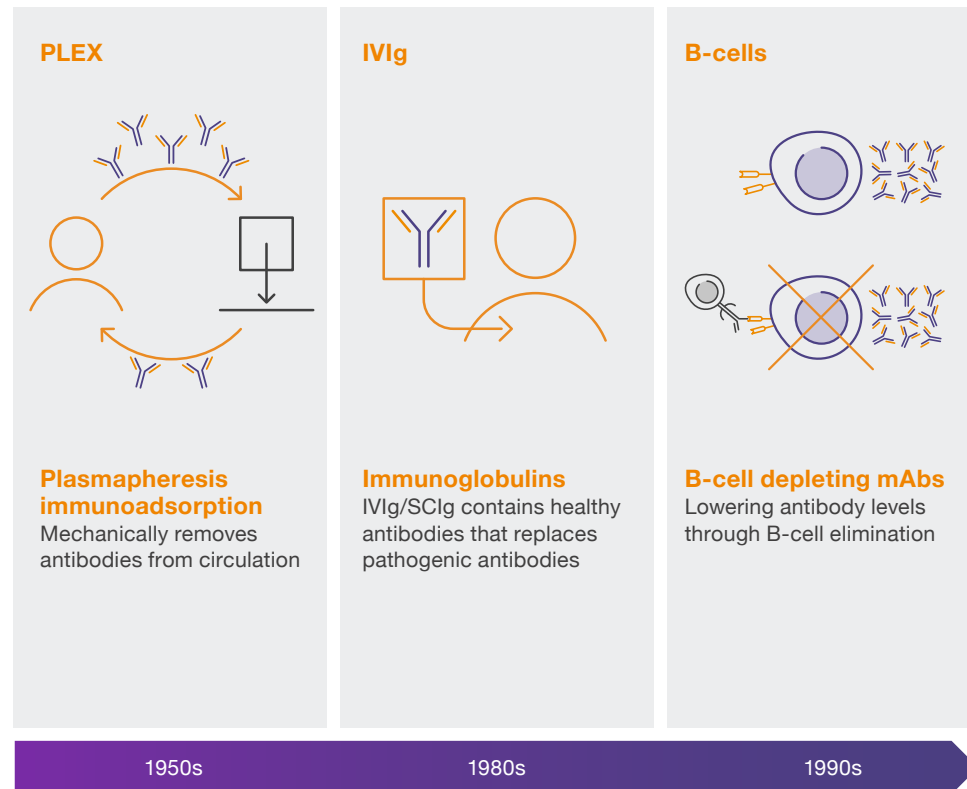 PLEX
Plasmapheresis
immunoadsorption
Mechanically removes
antibodies from circulation
IVIg
Immunoglobulins
IVIg/SCIg contains healthy
antibodies that replaces
pathogenic antibodies
B-cells
B-cell depleting mAbs
Lowering antibody levels
through B-cell elimination
1950s
1980s
1990s